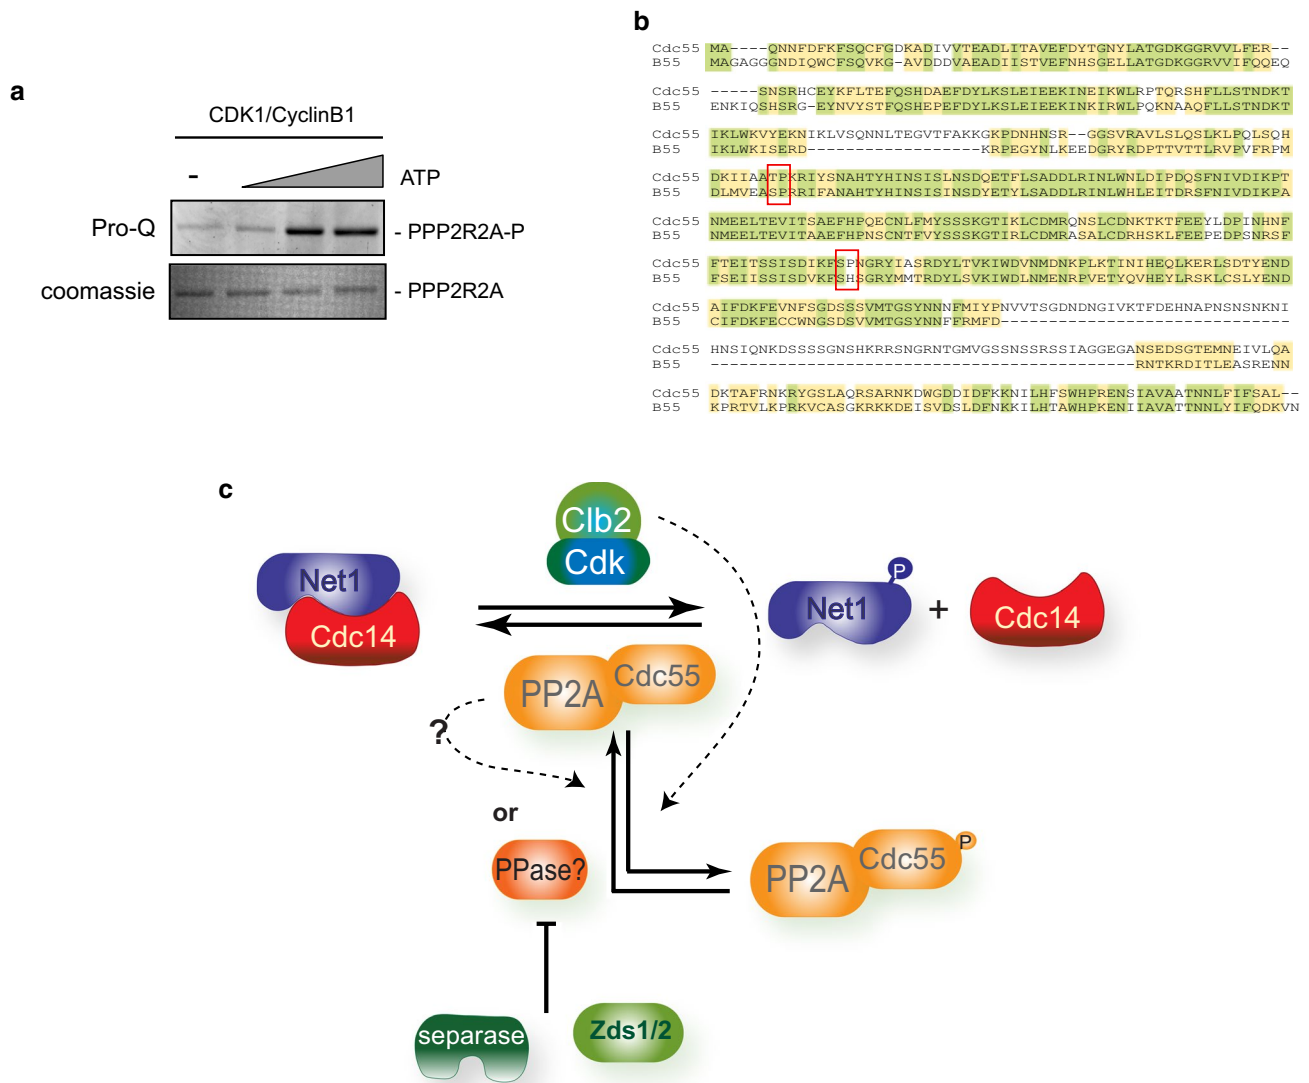 a
CDK1/CyclinB1
-
ATP
Pro-Q
- PPP2R2A-P
coomassie
- PPP2R2A
b
Cdc55 MA----QNNFDFKFSQCFGDKADIVVTEADLITAVEFDYTGNYLATGDKGGRVVLFER--
B55 MAGAGGGNDIQWCFSQVKG-AVDDDVAEADIISTVEFNHSGELLATGDKGGRVVIFQQEQ
Cdc55 -----SNSRHCEYKFLTEFQSHDAEFDYLKSLEIEEKINEIKWLRPTQRSHFLLSTNDKT
B55 ENKIQSHSRG-EYNVYSTFQSHEPEFDYLKSLEIEEKINKIRWLPQKNAAQFLLSTNDKT
Cdc55 IKLWKVYEKNIKLVSQNNLTEGVTFAKKGKPDNHNSR--GGSVRAVLSLQSLKLPQLSQH
B55 IKLWKISERD------------------KRPEGYNLKEEDGRYRDPTTVTTLRVPVFRPM
Cdc55 DKIIAATPKRIYSNAHTYHINSISLNSDQETFLSADDLRINLWNLDIPDQSFNIVDIKPT
B55 DLMVEASPRRIFANAHTYHINSISINSDYETYLSADDLRINLWHLEITDRSFNIVDIKPA
Cdc55 NMEELTEVITSAEFHPQECNLFMYSSSKGTIKLCDMRQNSLCDNKTKTFEEYLDPINHNF
B55 NMEELTEVITAAEFHPNSCNTFVYSSSKGTIRLCDMRASALCDRHSKLFEEPEDPSNRSF
Cdc55 FTEITSSISDIKFSPNGRYIASRDYLTVKIWDVNMDNKPLKTINIHEQLKERLSDTYEND
B55 FSEIISSISDVKFSHSGRYMMTRDYLSVKIWDLNMENRPVETYQVHEYLRSKLCSLYEND
Cdc55 AIFDKFEVNFSGDSSSVMTGSYNNNFMIYPNVVTSGDNDNGIVKTFDEHNAPNSNSNKNI
B55 CIFDKFECCWNGSDSVVMTGSYNNFFRMFD------------------------------
Cdc55 HNSIQNKDSSSSGNSHKRRSNGRNTGMVGSSNSSRSSIAGGEGANSEDSGTEMNEIVLQA
B55 --------------------------------------------RNTKRDITLEASRENN
Cdc55 DKTAFRNKRYGSLAQRSARNKDWGDDIDFKKNILHFSWHPRENSIAVAATNNLFIFSAL--
B55 KPRTVLKPRKVCASGKRKKDEISVDSLDFNKKILHTAWHPKENIIAVATTNNLYIFQDKVN
c
Clb2
Cdk
Net1
Cdc14
P
Net1
+
Cdc14
PP2A
Cdc55
?
or
PPase?
PP2A
Cdc55
P
separase
Zds1/2